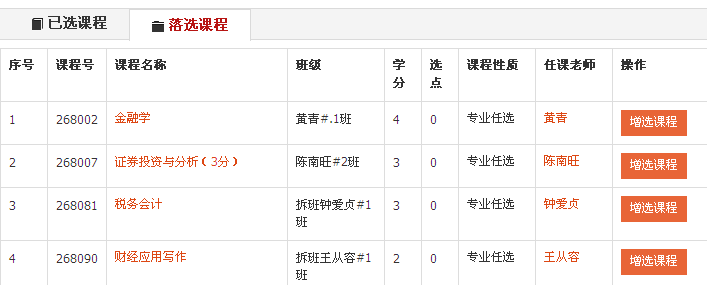 已选课程 落选课程
序号 课程号 课程名称 班级 学分 选点 课程性质 任课老师 操作
1 268002 金融学 黄青#.1班 4 0 专业任选 黄青 增选课程
2 268007 证券投资与分析（3分） 陈南旺#2班 3 0 专业任选 陈南旺 增选课程
3 268081 税务会计 拆班钟爱贞#1班 3 0 专业任选 钟爱贞 增选课程
4 268090 财经应用写作 拆班王从容#1班 2 0 专业任选 王从容 增选课程